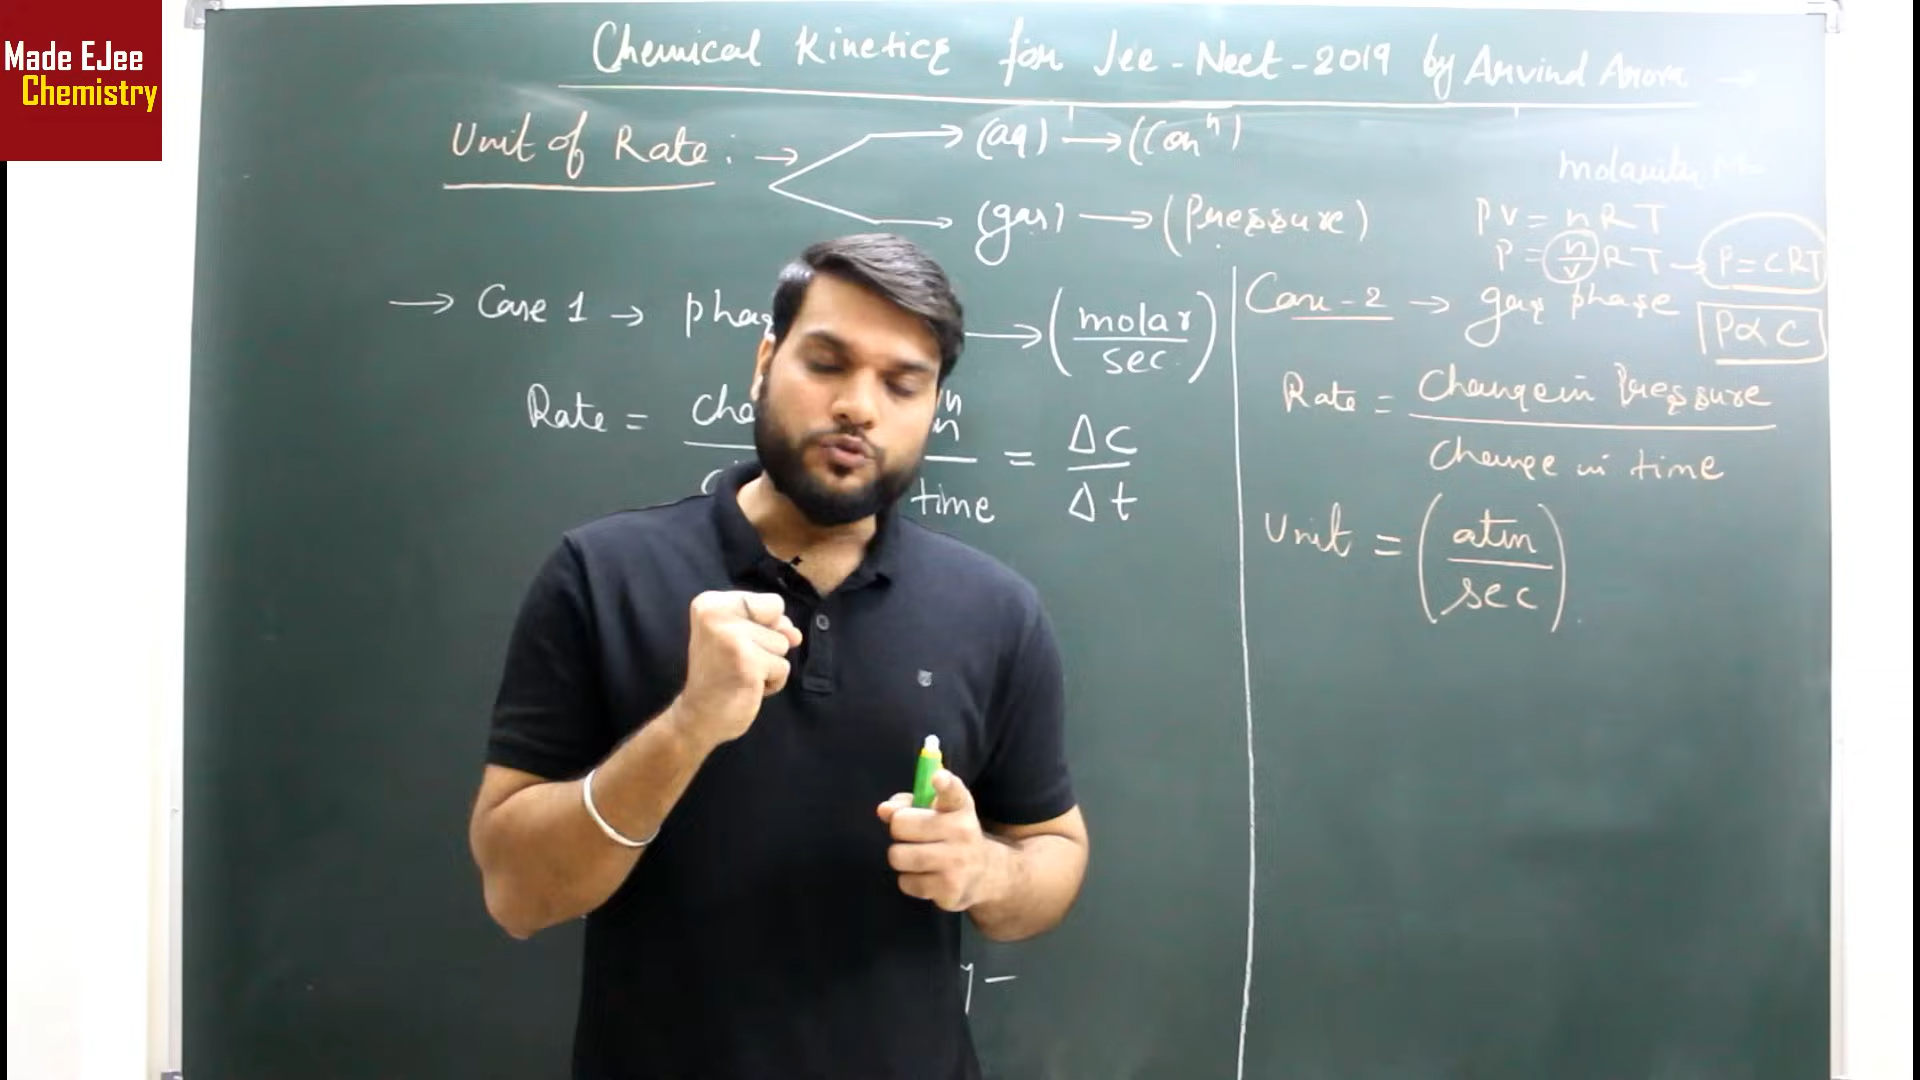 Made EJee
Chemistry
Chemical Kinetics for Jee-Neet-2019 by Arvind Arora →
Unit of Rate : → → (aq) → (Conⁿ)
→ (gas) → (Pressure)
molarity
PV = nRT
P = n/V RT → P = CRT
P ∝ C
→ Case 1 → phas → (molar/sec)
Rate = cha n/n time = ΔC/Δt
Case-2 → gas phase
Rate = Change in Pressure
Change in time
Unit = (atm/sec)
y –